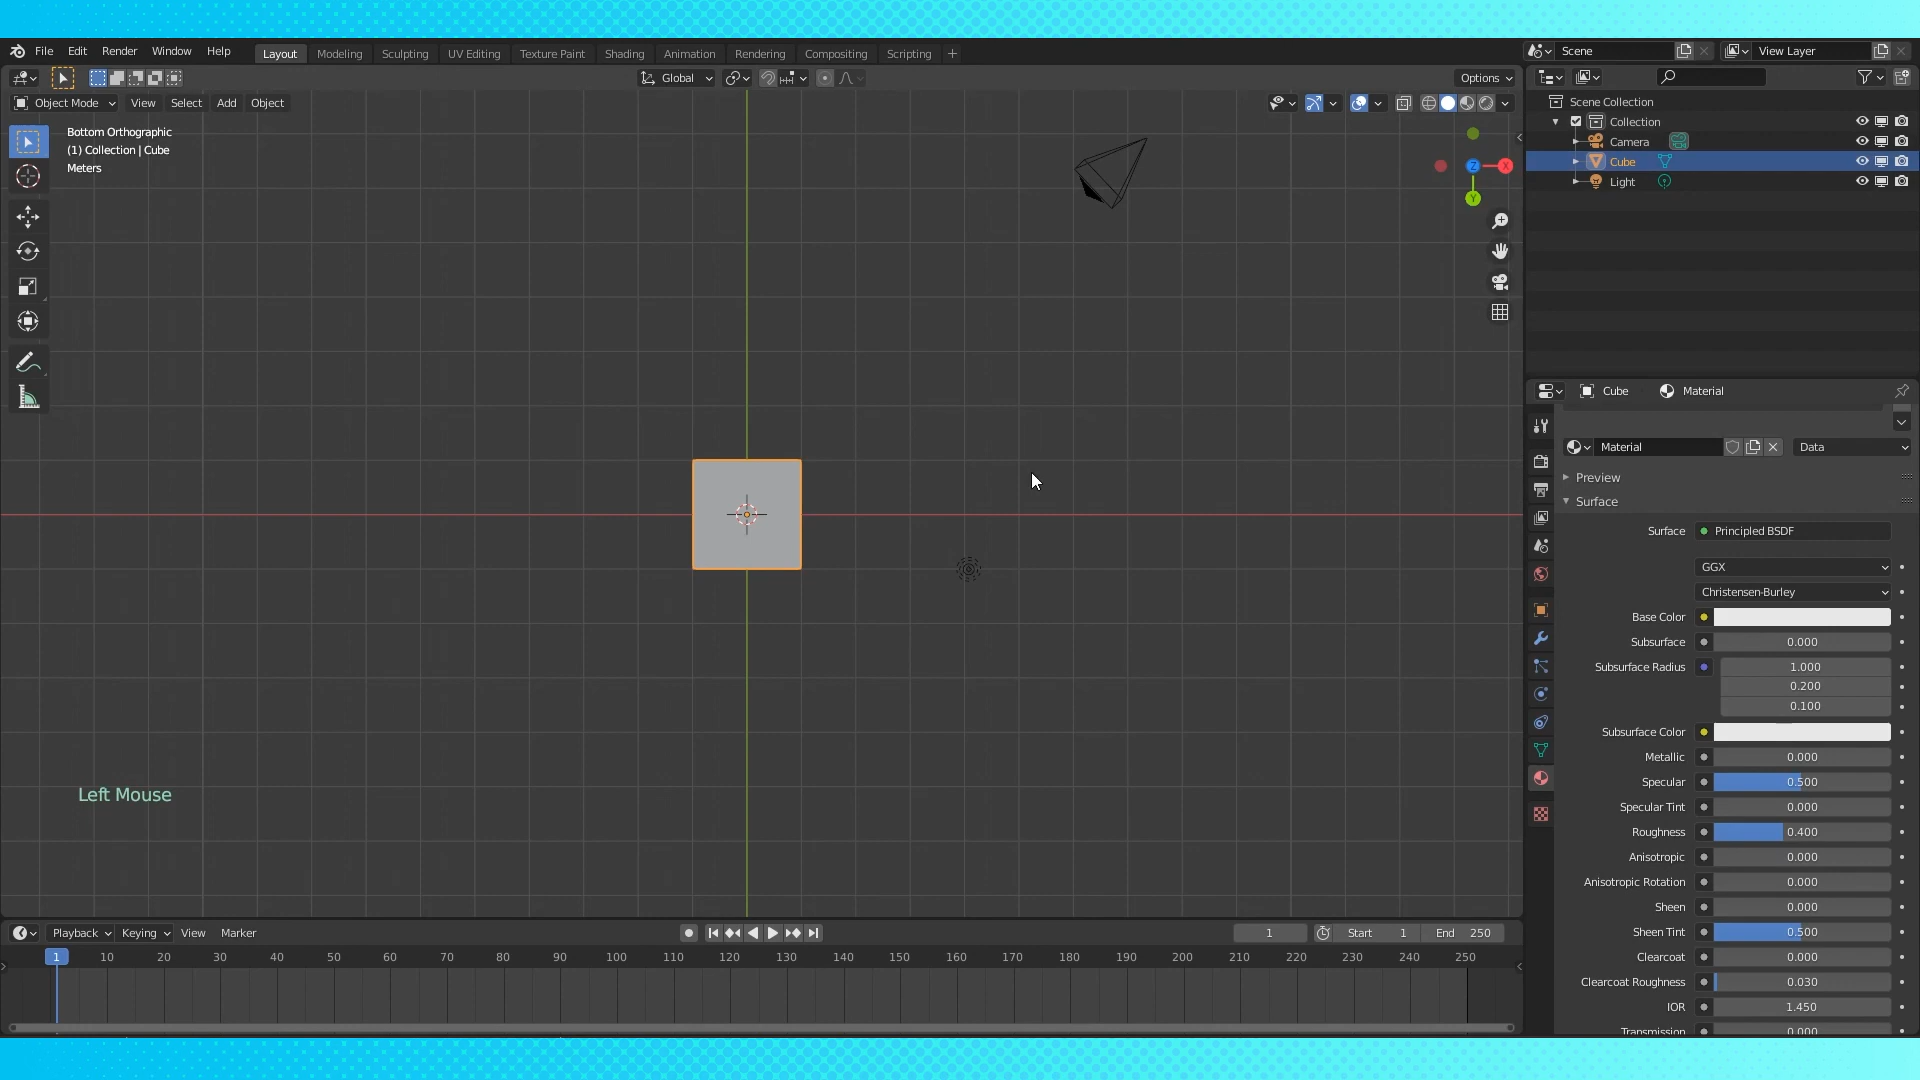 File Edit Render Window Help Layout Modeling Sculpting UV Editing Texture Paint Shading Animation Rendering Compositing Scripting + Scene View Layer
Global Options
Object Mode View Select Add Object
Bottom Orthographic
(1) Collection | Cube
Meters
Z X
Y
Left Mouse
Scene Collection
Collection
Camera
Cube
Light
Cube Material
Material Data
Preview
Surface
Surface Principled BSDF
GGX
Christensen-Burley
Base Color
Subsurface 0.000
Subsurface Radius 1.000
0.200
0.100
Subsurface Color
Metallic 0.000
Specular 0.500
Specular Tint 0.000
Roughness 0.400
Anisotropic 0.000
Anisotropic Rotation 0.000
Sheen 0.000
Sheen Tint 0.500
Clearcoat 0.000
Clearcoat Roughness 0.030
IOR 1.450
Transmission 0.000
Playback Keying View Marker 1 Start 1 End 250
1 10 20 30 40 50 60 70 80 90 100 110 120 130 140 150 160 170 180 190 200 210 220 230 240 250